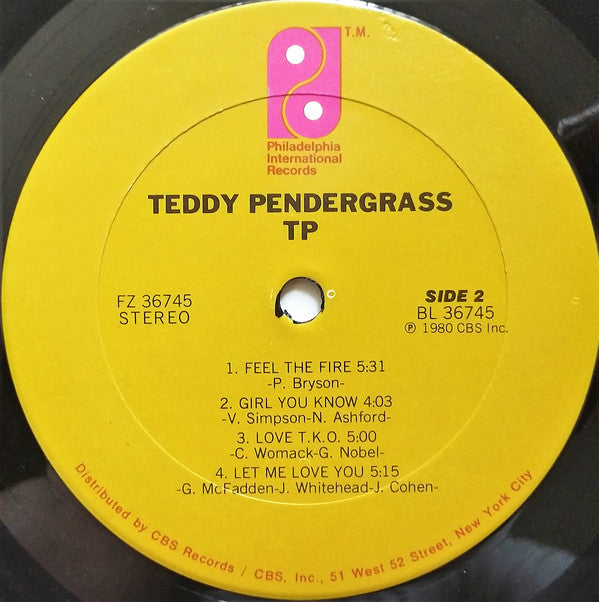 T.M.
Philadelphia
International
Records
TEDDY PENDERGRASS
TP
FZ 36745
STEREO
SIDE 2
BL 36745
℗ 1980 CBS Inc.
1. FEEL THE FIRE 5:31
-P. Bryson-
2. GIRL YOU KNOW 4:03
-V. Simpson-N. Ashford-
3. LOVE T.K.O. 5:00
-C. Womack-G. Nobel-
4. LET ME LOVE YOU 5:15
-G. McFadden-J. Whitehead-J. Cohen-
Distributed by CBS Records / CBS, Inc., 51 West 52 Street, New York City